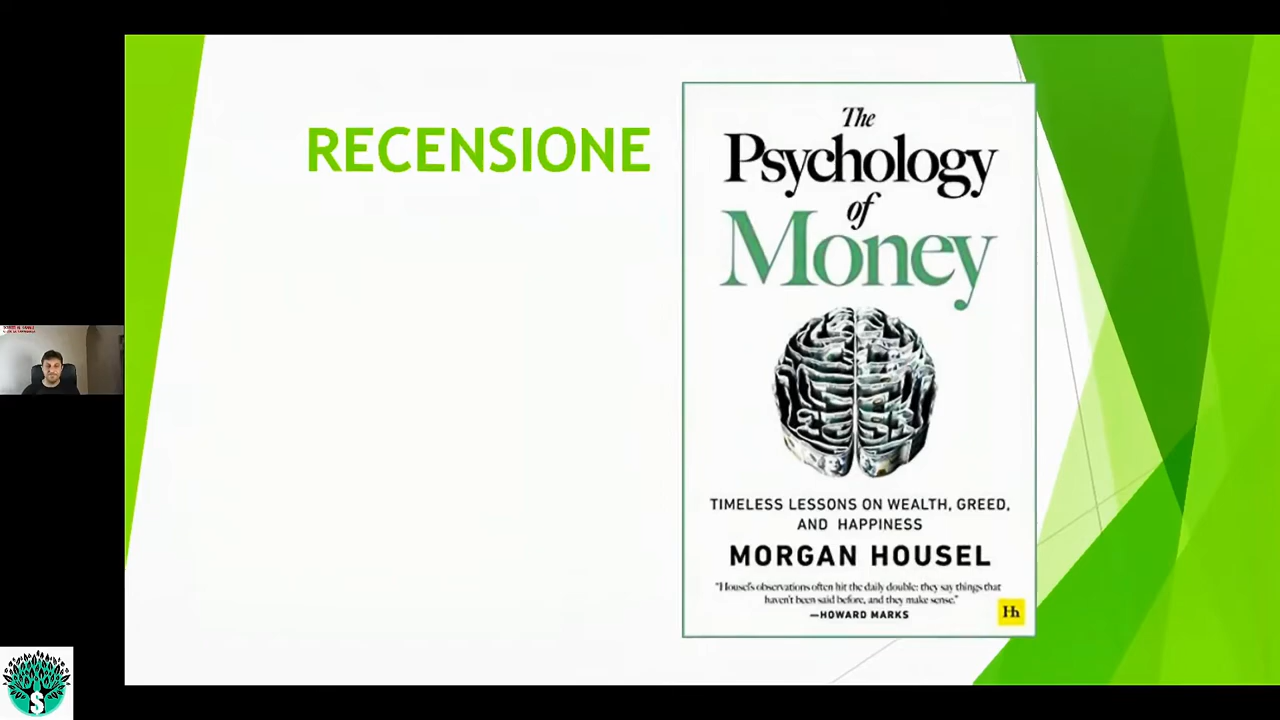 RECENSIONE
The
Psychology
of
Money
TIMELESS LESSONS ON WEALTH, GREED,
AND HAPPINESS
MORGAN HOUSEL
"Housel's observations often hit the daily double: they say things that
haven't been said before, and they make sense."
—HOWARD MARKS
Hh
$